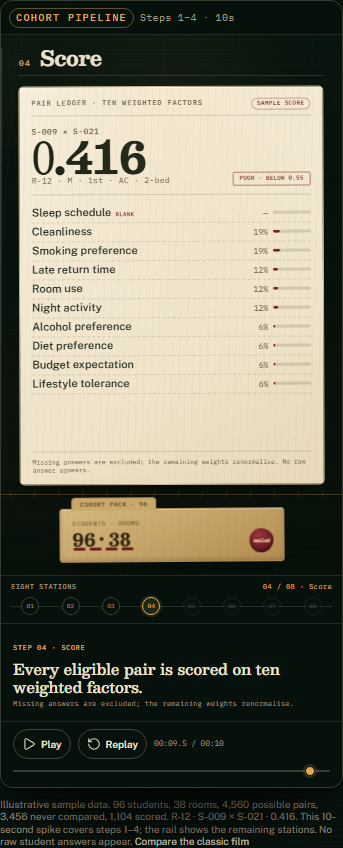 COHORT PIPELINE Steps 1–4 · 10s
04 Score
PAIR LEDGER · TEN WEIGHTED FACTORS SAMPLE SCORE
S-009 × S-021
0.416
R-12 · M · 1st · AC · 2-bed POOR · BELOW 0.55
Sleep schedule BLANK —
Cleanliness 19%
Smoking preference 19%
Late return time 12%
Room use 12%
Night activity 12%
Alcohol preference 6%
Diet preference 6%
Budget expectation 6%
Lifestyle tolerance 6%
Missing answers are excluded; the remaining weights renormalise. No raw
answer appears.
COHORT PACK · 96
STUDENTS · ROOMS
96·38
sealed
EIGHT STATIONS 04 / 08 · Score
01 02 03 04 05 06 07 08
STEP 04 · SCORE
Every eligible pair is scored on ten
weighted factors.
Missing answers are excluded; the remaining weights renormalise.
Play Replay 00:09.5 / 00:10
Illustrative sample data. 96 students, 38 rooms, 4,560 possible pairs,
3,456 never compared, 1,104 scored. R-12 · S-009 × S-021 · 0.416. This 10-
second spike covers steps 1–4; the rail shows the remaining stations. No
raw student answers appear. Compare the classic film